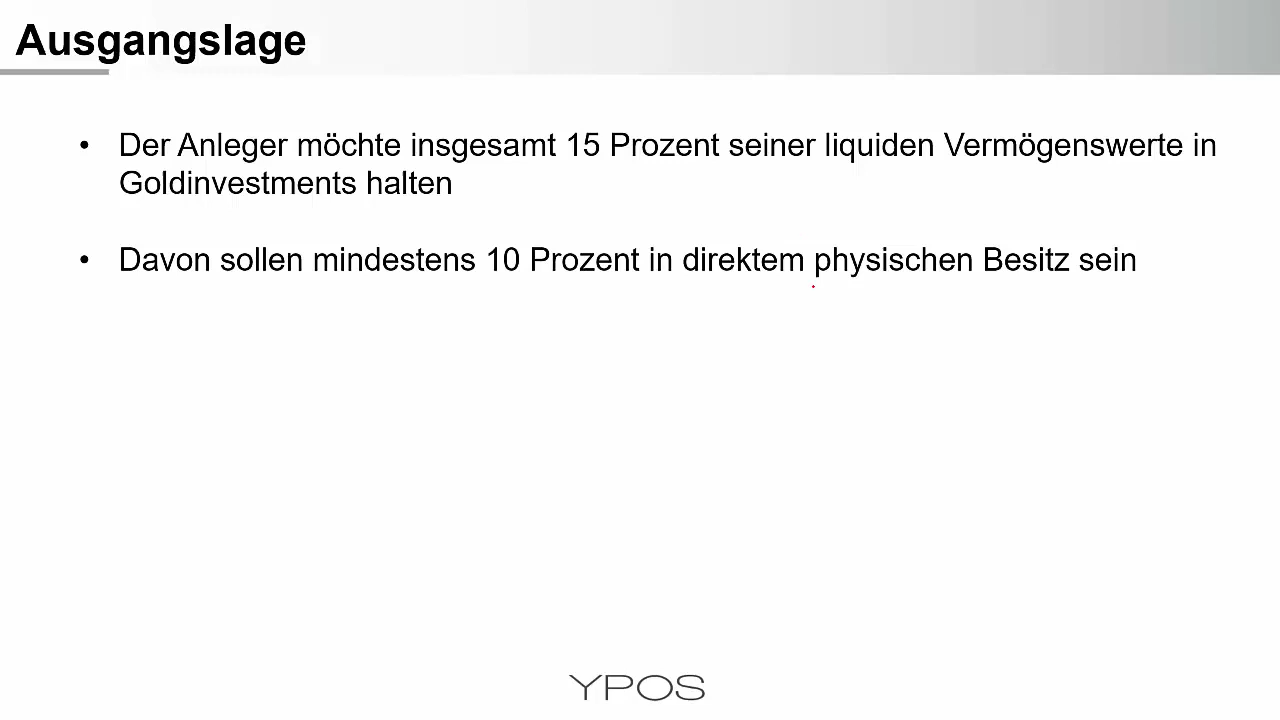 Ausgangslage
• Der Anleger möchte insgesamt 15 Prozent seiner liquiden Vermögenswerte in
Goldinvestments halten
• Davon sollen mindestens 10 Prozent in direktem physischen Besitz sein
YPOS